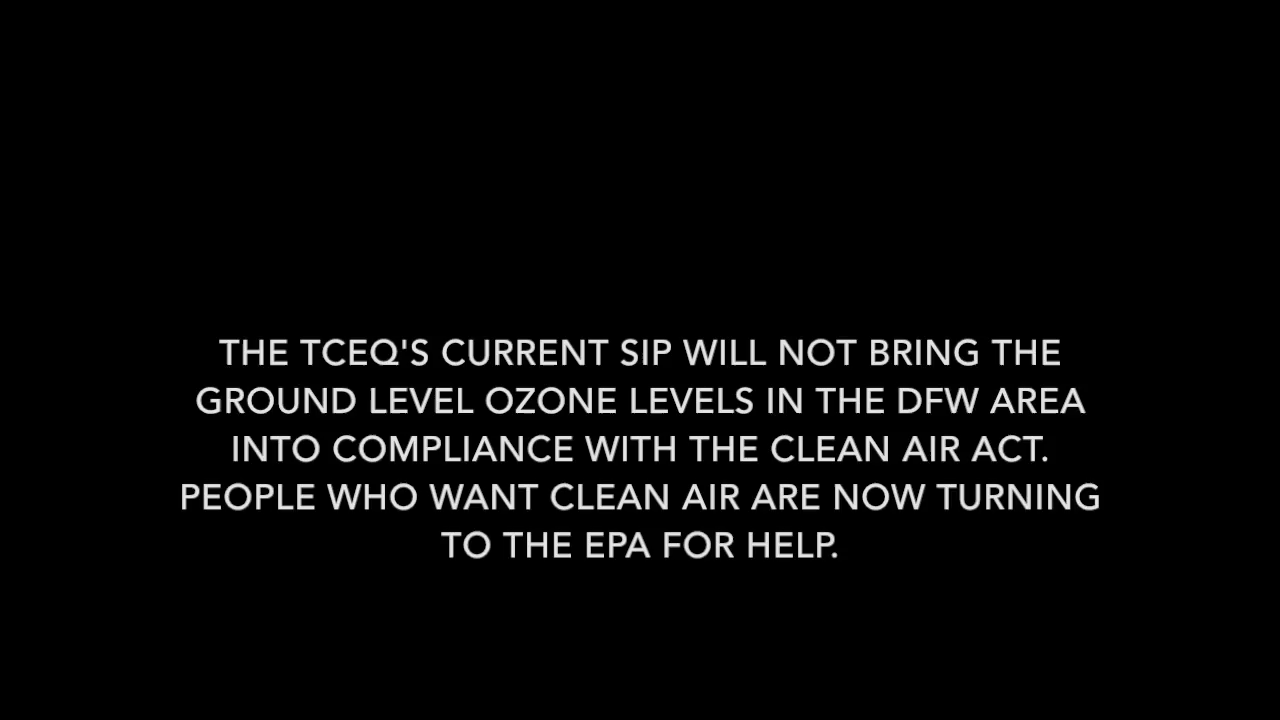 THE TCEQ'S CURRENT SIP WILL NOT BRING THE
GROUND LEVEL OZONE LEVELS IN THE DFW AREA
INTO COMPLIANCE WITH THE CLEAN AIR ACT.
PEOPLE WHO WANT CLEAN AIR ARE NOW TURNING
TO THE EPA FOR HELP.